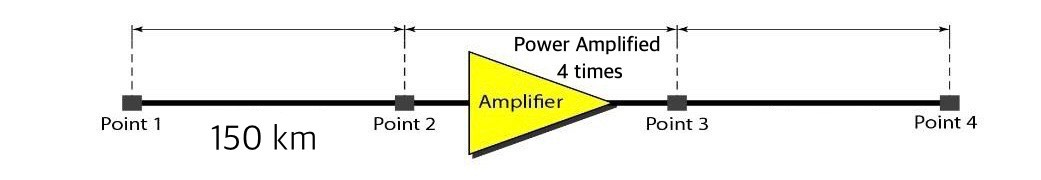 Power Amplified
4 times
Amplifier
Point 1
150 km
Point 2
Point 3
Point 4